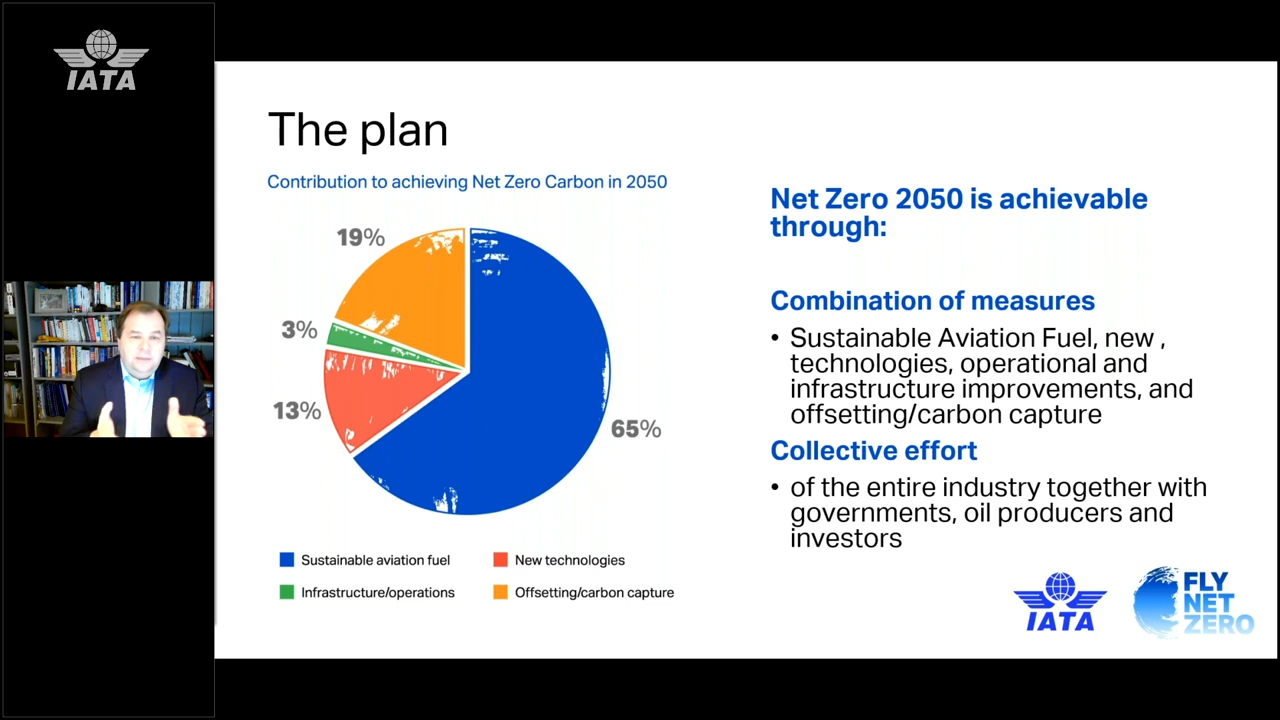 IATA
The plan
Contribution to achieving Net Zero Carbon in 2050
19%
3%
13%
65%
Sustainable aviation fuel
New technologies
Infrastructure/operations
Offsetting/carbon capture
Net Zero 2050 is achievable
through:
Combination of measures
• Sustainable Aviation Fuel, new ,
technologies, operational and
infrastructure improvements, and
offsetting/carbon capture
Collective effort
• of the entire industry together with
governments, oil producers and
investors
IATA
FLY
NET
ZERO